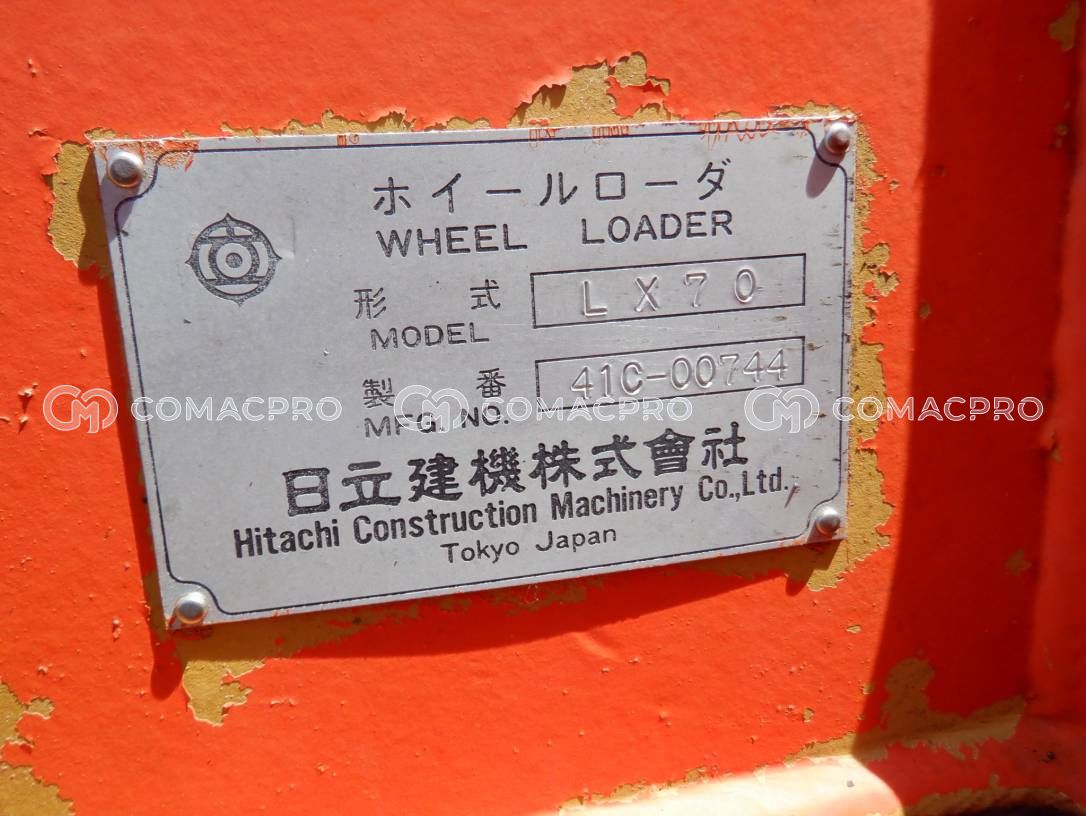 ホイールローダ
WHEEL LOADER
形 式
MODEL
LX70
製 番
MFG. NO.
41C-00744
COMACPRO COMACPRO COMACPRO
日立建機株式會社
Hitachi Construction Machinery Co.,Ltd.
Tokyo Japan